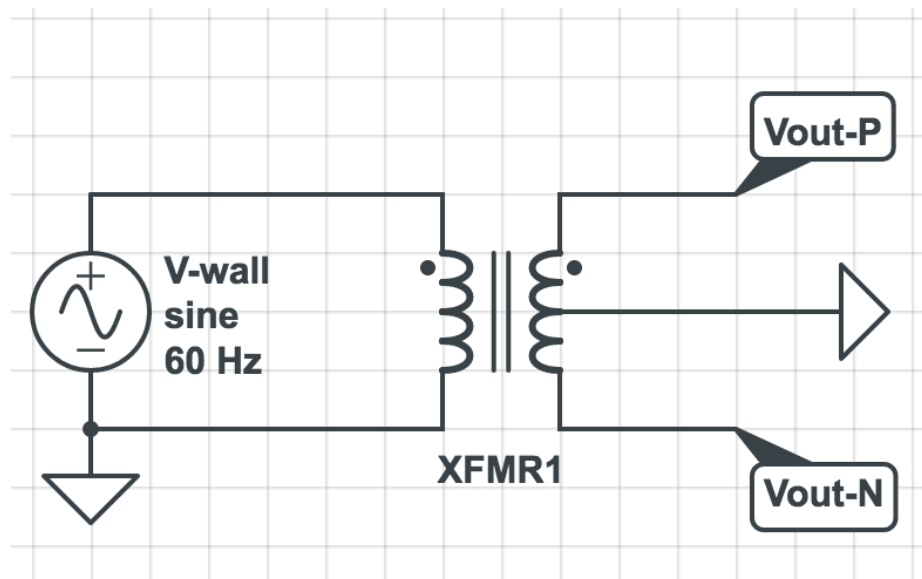 Vout-P
V-wall
sine
60 Hz
XFMR1
Vout-N